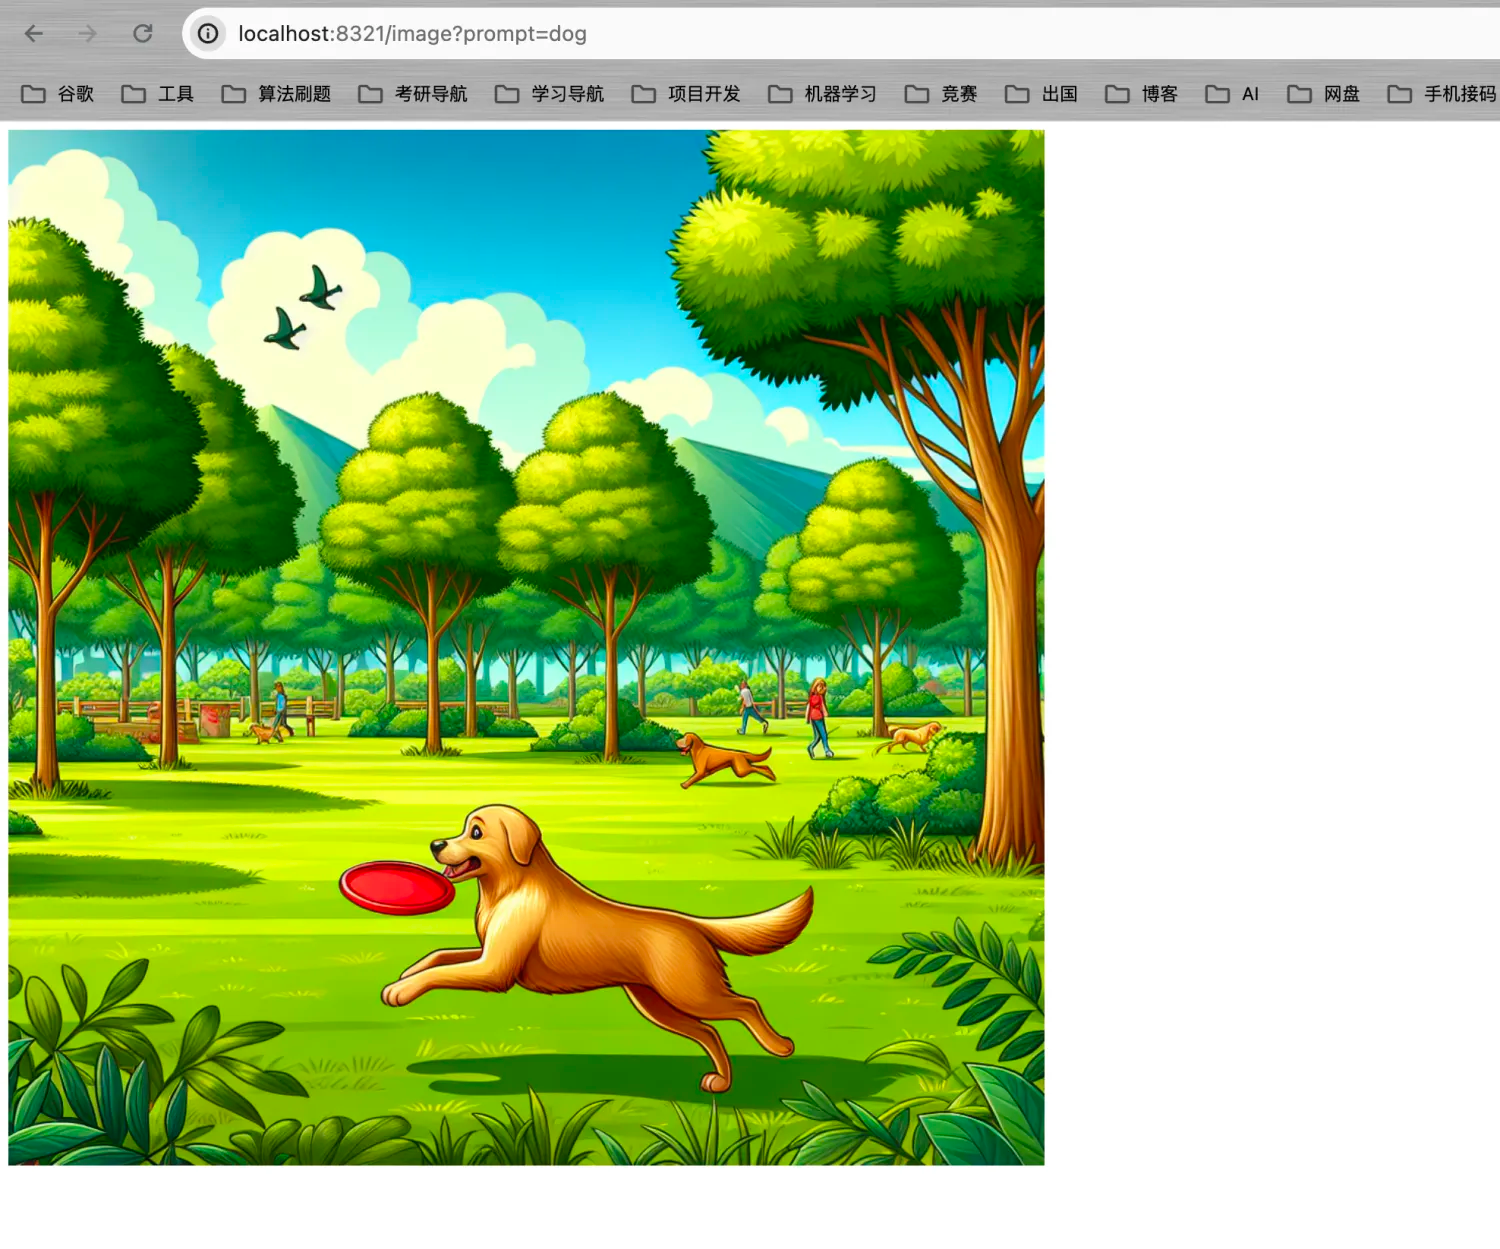 localhost:8321/image?prompt=dog
谷歌 工具 算法刷题 考研导航 学习导航 项目开发 机器学习 竞赛 出国 博客 AI 网盘 手机接码